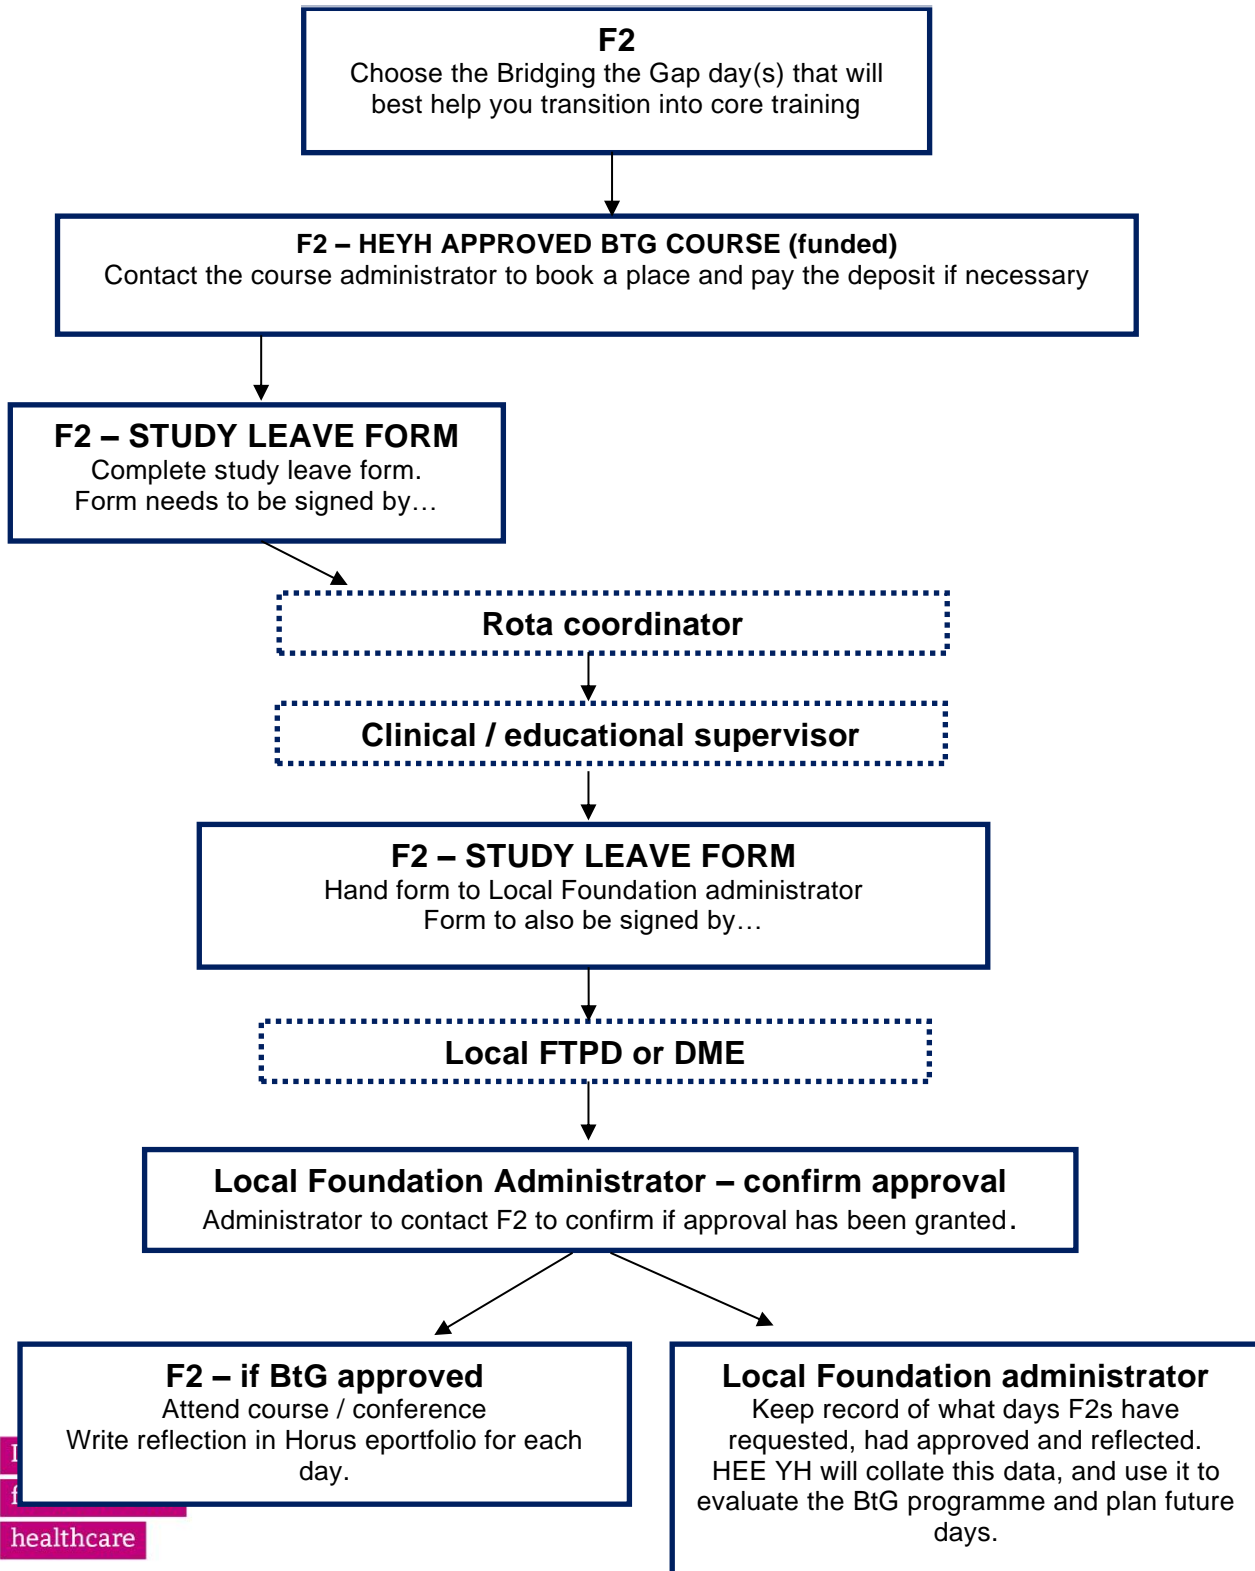 F2
Choose the Bridging the Gap day(s) that will
best help you transition into core training
F2 – HEYH APPROVED BTG COURSE (funded)
Contact the course administrator to book a place and pay the deposit if necessary
F2 – STUDY LEAVE FORM
Complete study leave form.
Form needs to be signed by…
Rota coordinator
Clinical / educational supervisor
F2 – STUDY LEAVE FORM
Hand form to Local Foundation administrator
Form to also be signed by…
Local FTPD or DME
Local Foundation Administrator – confirm approval
Administrator to contact F2 to confirm if approval has been granted.
F2 – if BtG approved
Attend course / conference
Write reflection in Horus eportfolio for each
day.
Local Foundation administrator
Keep record of what days F2s have
requested, had approved and reflected.
HEE YH will collate this data, and use it to
evaluate the BtG programme and plan future
days.
healthcare